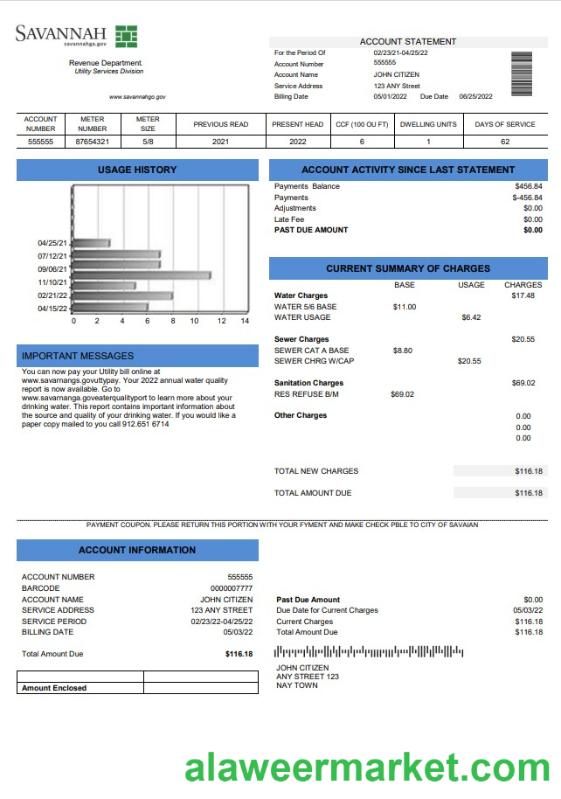 SAVANNAH
savannahga.gov
Revenue Department.
Utility Services Division
www.savannahgo.gov
ACCOUNT STATEMENT
For the Period Of 02/23/21-04/25/22
Account Number 555555
Account Name JOHN CITIZEN
Service Address 123 ANY Street
Billing Date 05/01/2022 Due Date 06/25/2022
ACCOUNT NUMBER METER NUMBER METER SIZE PREVIOUS READ PRESENT HEAD CCF (100 OU FT) DWELLING UNITS DAYS OF SERVICE
555555 87654321 5/8 2021 2022 6 1 62
USAGE HISTORY
04/25/21
07/12/21
09/08/21
11/10/21
02/21/22
04/15/22
0 2 4 6 8 10 12 14
IMPORTANT MESSAGES
You can now pay your Utility bill online at
www.savarnanga.govuttypay. Your 2022 annual water quality
report is now available. Go to
www.savarnanga.goveaterqualityport to learn more about your
drinking water. This report contains important information about
the source and quality of your drinking water. If you would like a
paper copy mailed to you call 912.651 6714
ACCOUNT ACTIVITY SINCE LAST STATEMENT
Payments Balance $456.84
Payments $-456.84
Adjustments $0.00
Late Fee $0.00
PAST DUE AMOUNT $0.00
CURRENT SUMMARY OF CHARGES
BASE USAGE CHARGES
Water Charges $17.48
WATER 5/6 BASE $11.00
WATER USAGE $6.42
Sewer Charges $20.55
SEWER CAT A BASE $8.80
SEWER CHRG W/CAP $20.55
Sanitation Charges $69.02
RES REFUSE B/M $69.02
Other Charges 0.00
0.00
0.00
TOTAL NEW CHARGES $116.18
TOTAL AMOUNT DUE $116.18
PAYMENT COUPON. PLEASE RETURN THIS PORTION WITH YOUR FYMENT AND MAKE CHECK PBLE TO CITY OF SAVAIAN
ACCOUNT INFORMATION
ACCOUNT NUMBER 555555
BARCODE 0000007777
ACCOUNT NAME JOHN CITIZEN
SERVICE ADDRESS 123 ANY STREET
SERVICE PERIOD 02/23/22-04/25/22
BILLING DATE 05/03/22
Total Amount Due $116.18
Amount Enclosed
Past Due Amount $0.00
Due Date for Current Charges 05/03/22
Current Charges $116.18
Total Amount Due $116.18
JOHN CITIZEN
ANY STREET 123
NAY TOWN
alaweermarket.com